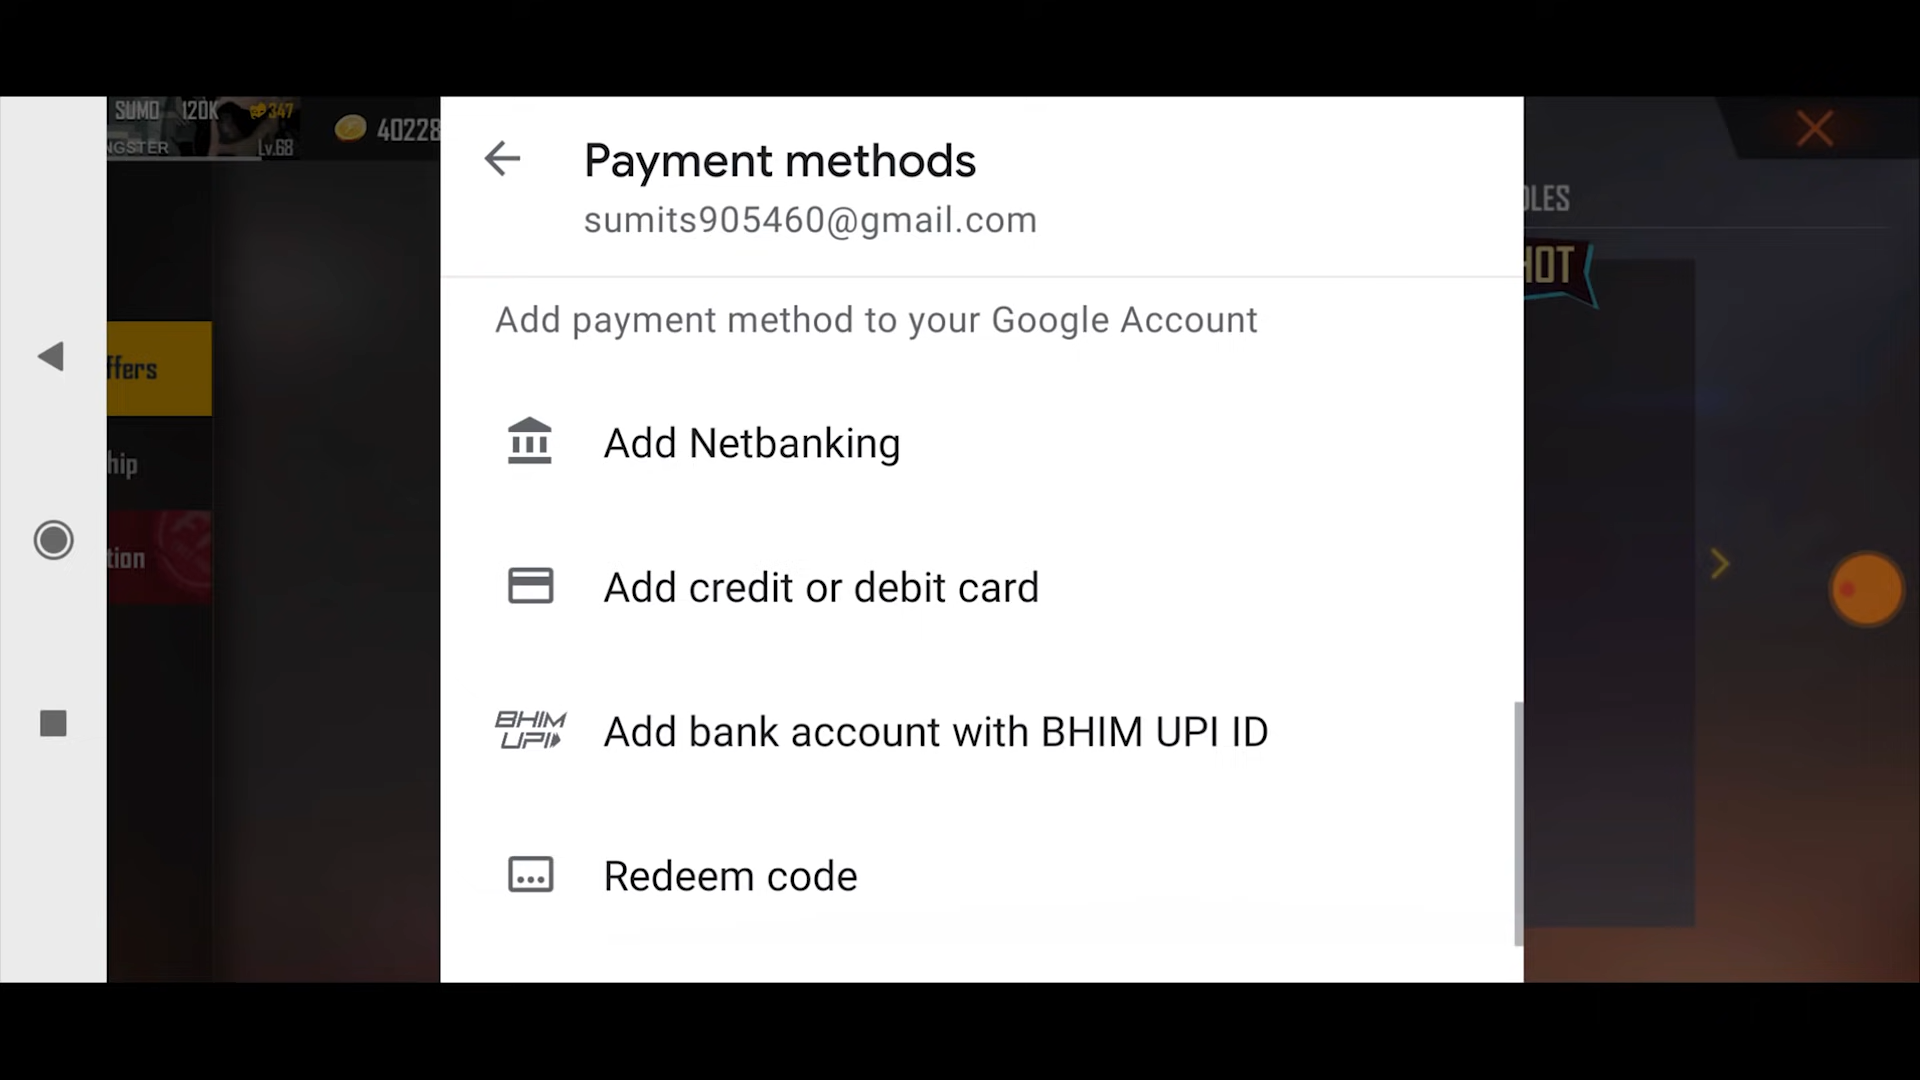 SUMO 120K 347
NGSTER Lv.68
40228
Payment methods
sumits905460@gmail.com
Add payment method to your Google Account
Add Netbanking
Add credit or debit card
BHIM UPI
Add bank account with BHIM UPI ID
Redeem code
ffers
hip
tion
OLES
HOT